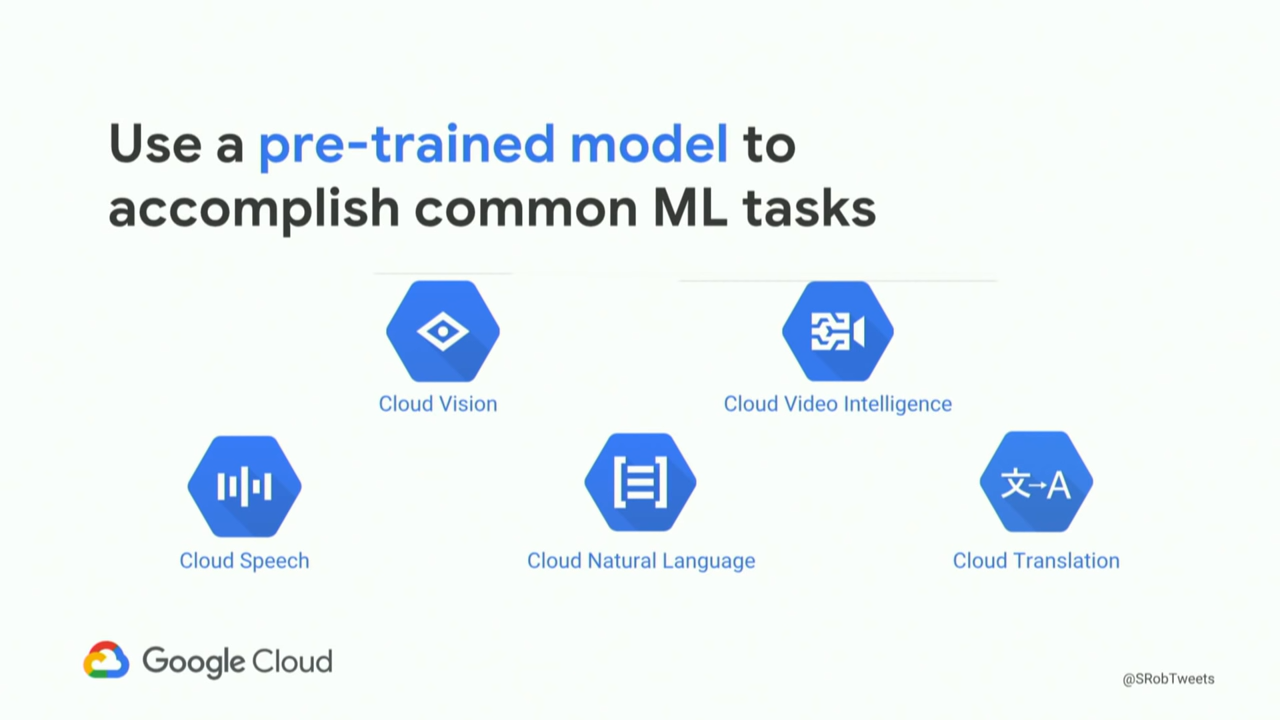 Use a pre-trained model to
accomplish common ML tasks
Cloud Vision
Cloud Video Intelligence
文→A
Cloud Speech
Cloud Natural Language
Cloud Translation
Google Cloud
@SRobTweets